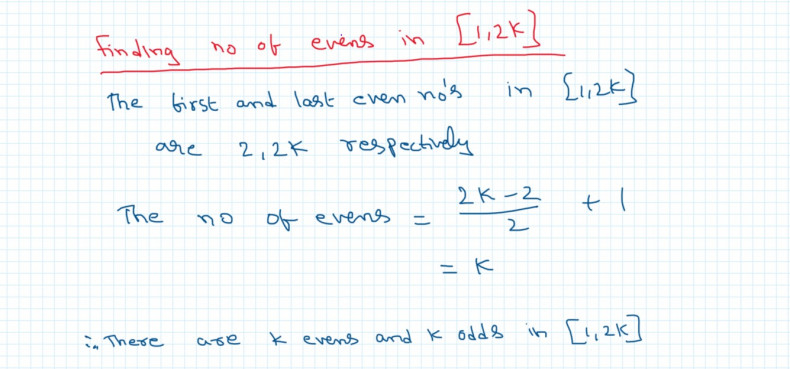 finding no of evens in [1,2K]
The first and last even no's in [1,2K]
are 2,2K respectively
The no of evens = \frac{2K-2}{2} + 1
= K
∴ There are K evens and K odds in [1,2K]